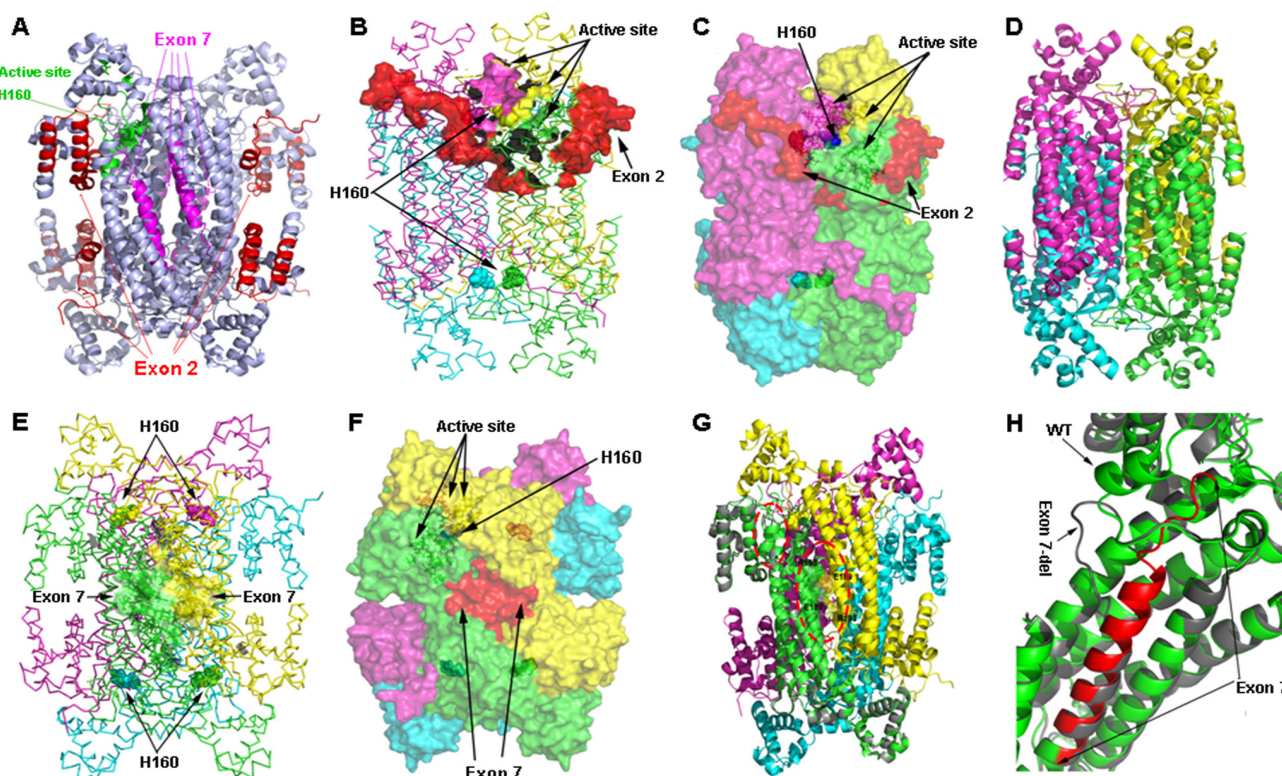 A
Exon 7
Active site
H160
Exon 2
B
Active site
H160
Exon 2
C
H160
Active site
Exon 2
D
E
H160
Exon 7
Exon 7
H160
F
Active site
H160
Exon 7
G
H
WT
Exon 7-del
Exon 7